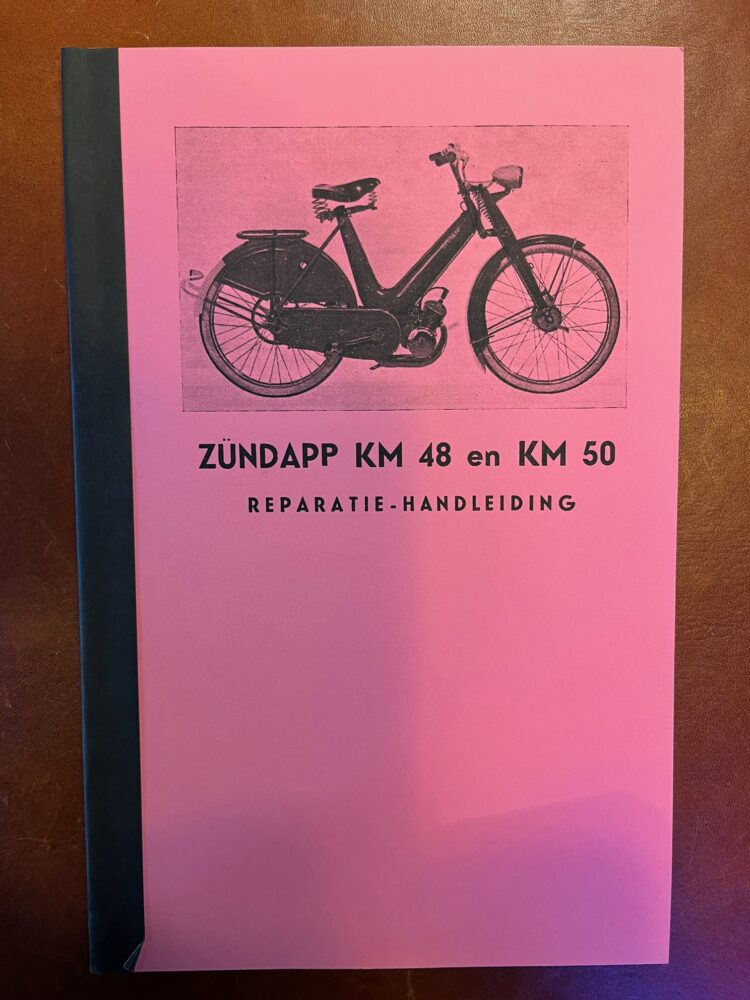 ZÜNDAPP KM 48 en KM 50
REPARATIE-HANDLEIDING